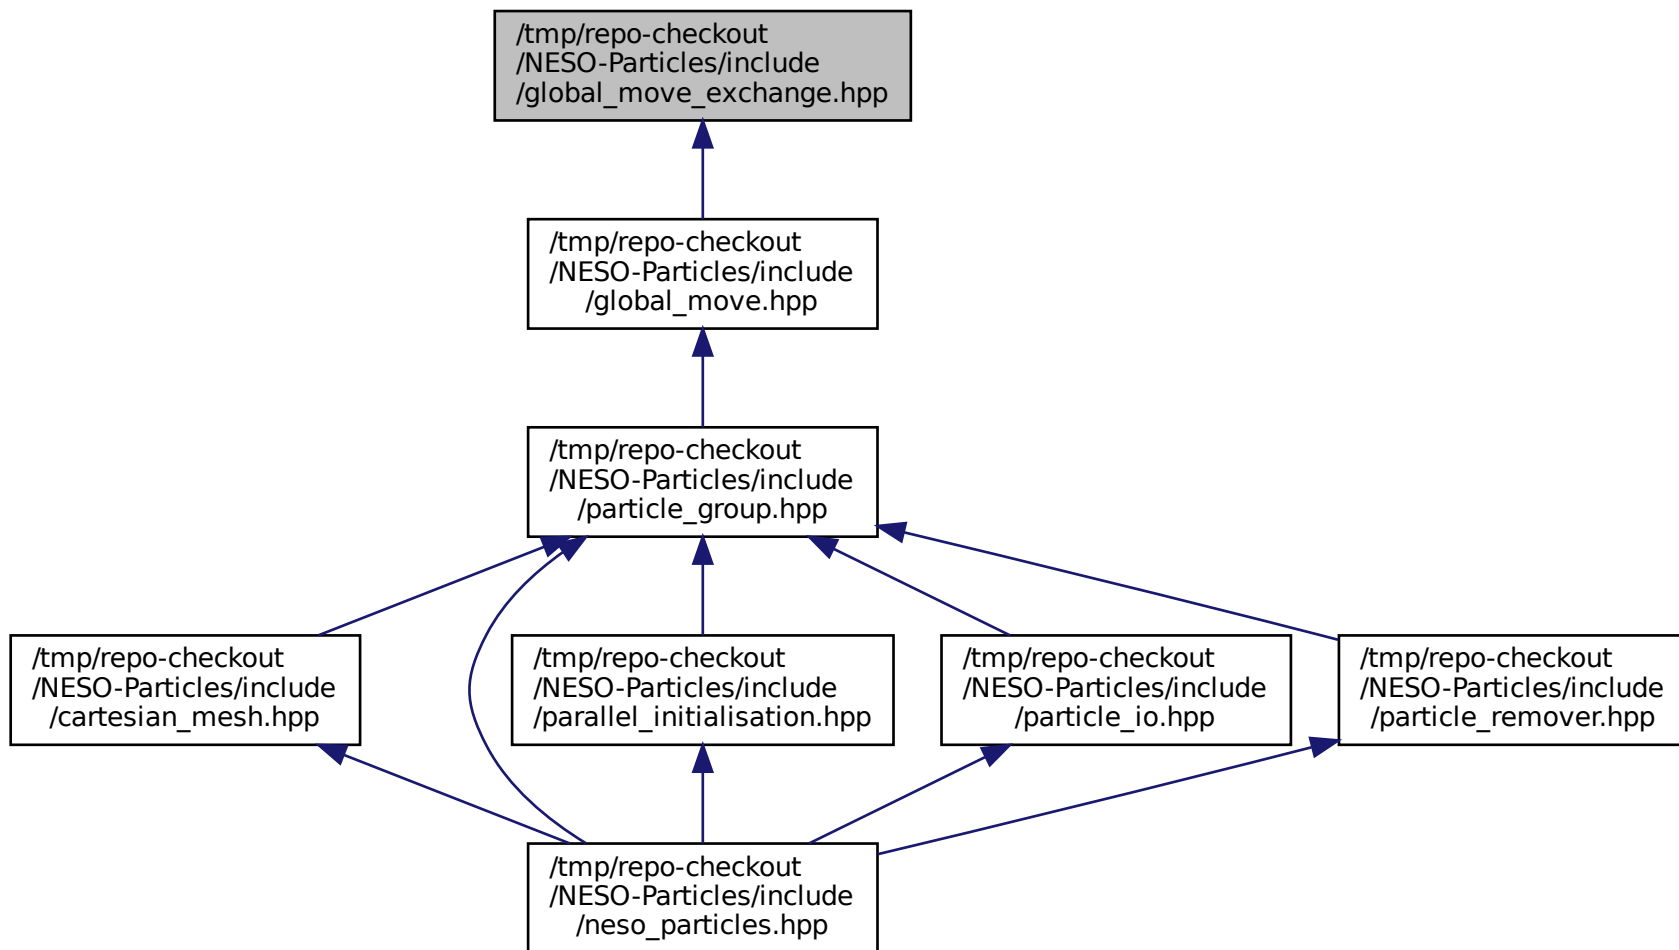 /tmp/repo-checkout
/NESO-Particles/include
/global_move_exchange.hpp
/tmp/repo-checkout
/NESO-Particles/include
/global_move.hpp
/tmp/repo-checkout
/NESO-Particles/include
/particle_group.hpp
/tmp/repo-checkout
/NESO-Particles/include
/cartesian_mesh.hpp
/tmp/repo-checkout
/NESO-Particles/include
/parallel_initialisation.hpp
/tmp/repo-checkout
/NESO-Particles/include
/particle_io.hpp
/tmp/repo-checkout
/NESO-Particles/include
/particle_remover.hpp
/tmp/repo-checkout
/NESO-Particles/include
/neso_particles.hpp